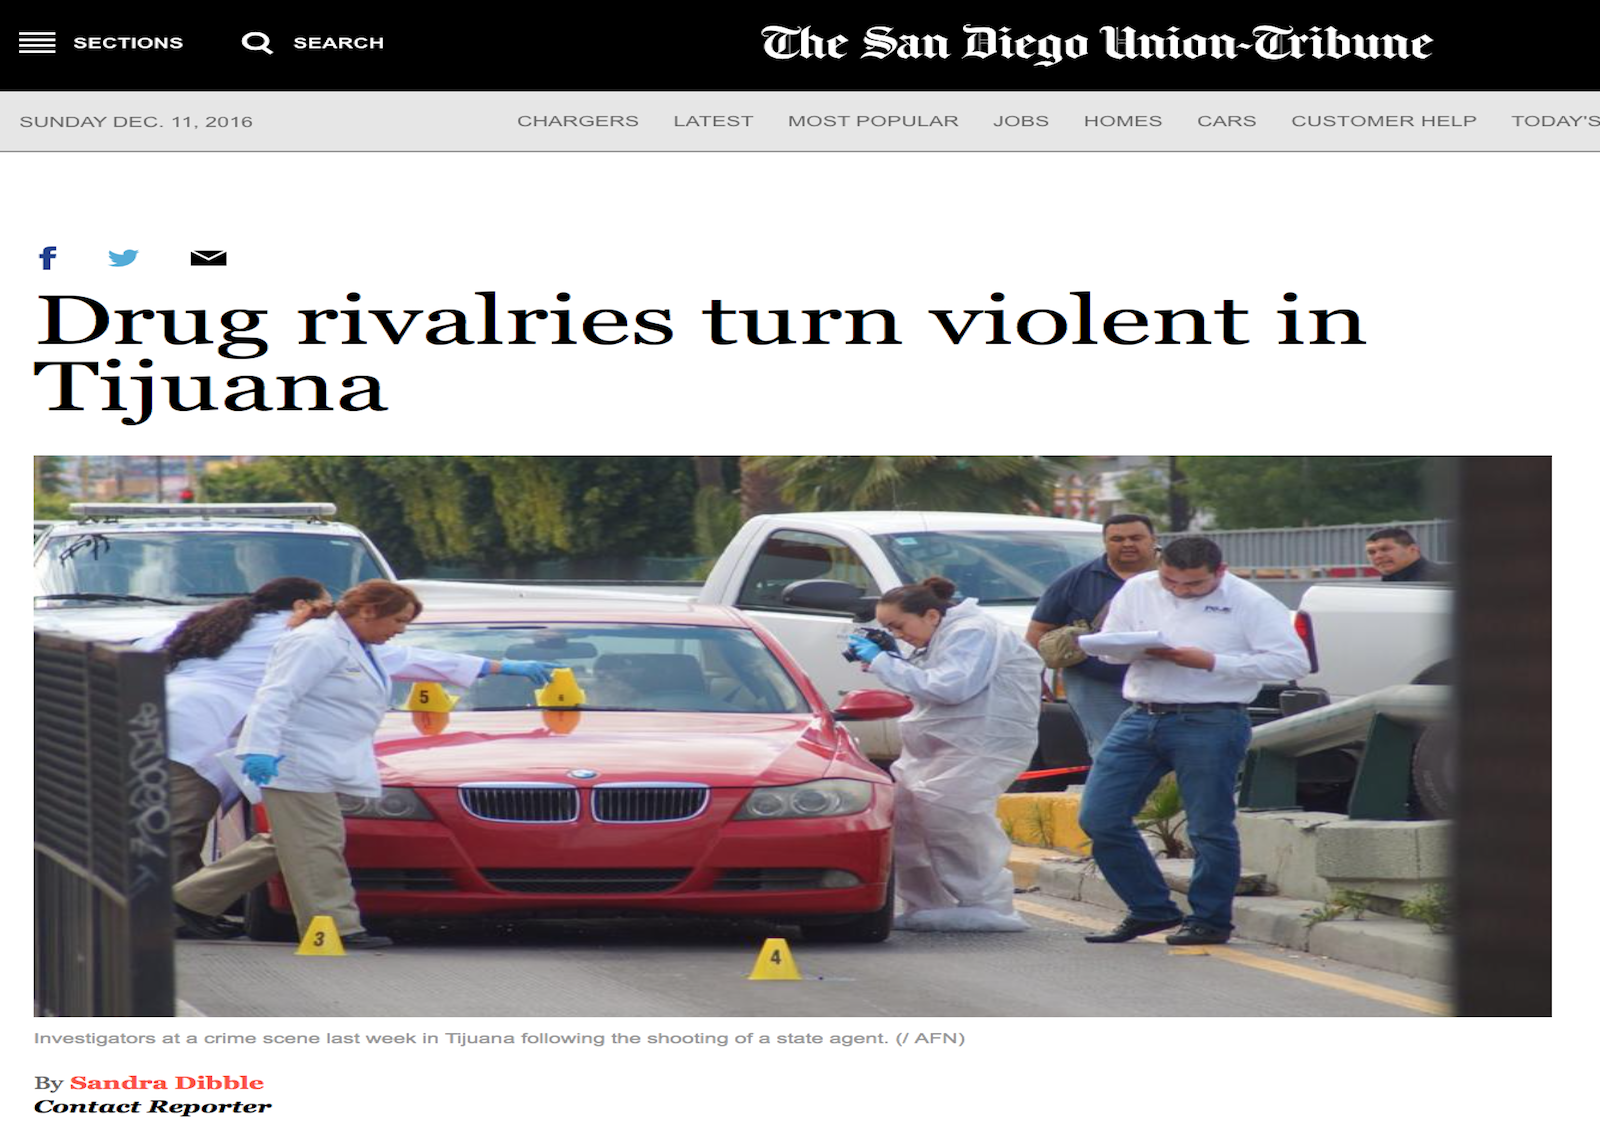 SECTIONS SEARCH The San Diego Union-Tribune
SUNDAY DEC. 11, 2016 CHARGERS LATEST MOST POPULAR JOBS HOMES CARS CUSTOMER HELP TODAY'S
f
Drug rivalries turn violent in
Tijuana
5
6
3
4
Investigators at a crime scene last week in Tijuana following the shooting of a state agent. (/ AFN)
By Sandra Dibble
Contact Reporter